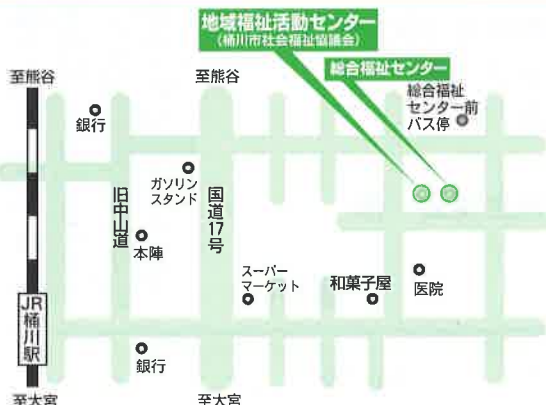 地域福祉活動センター
(桶川市社会福祉協議会)
総合福祉センター
至熊谷
至熊谷
総合福祉
センター前
バス停
銀行
ガソリン
スタンド
旧中山道
国道17号
本陣
スーパー
マーケット
和菓子屋
医院
JR桶川駅
銀行
至大宮
至大宮